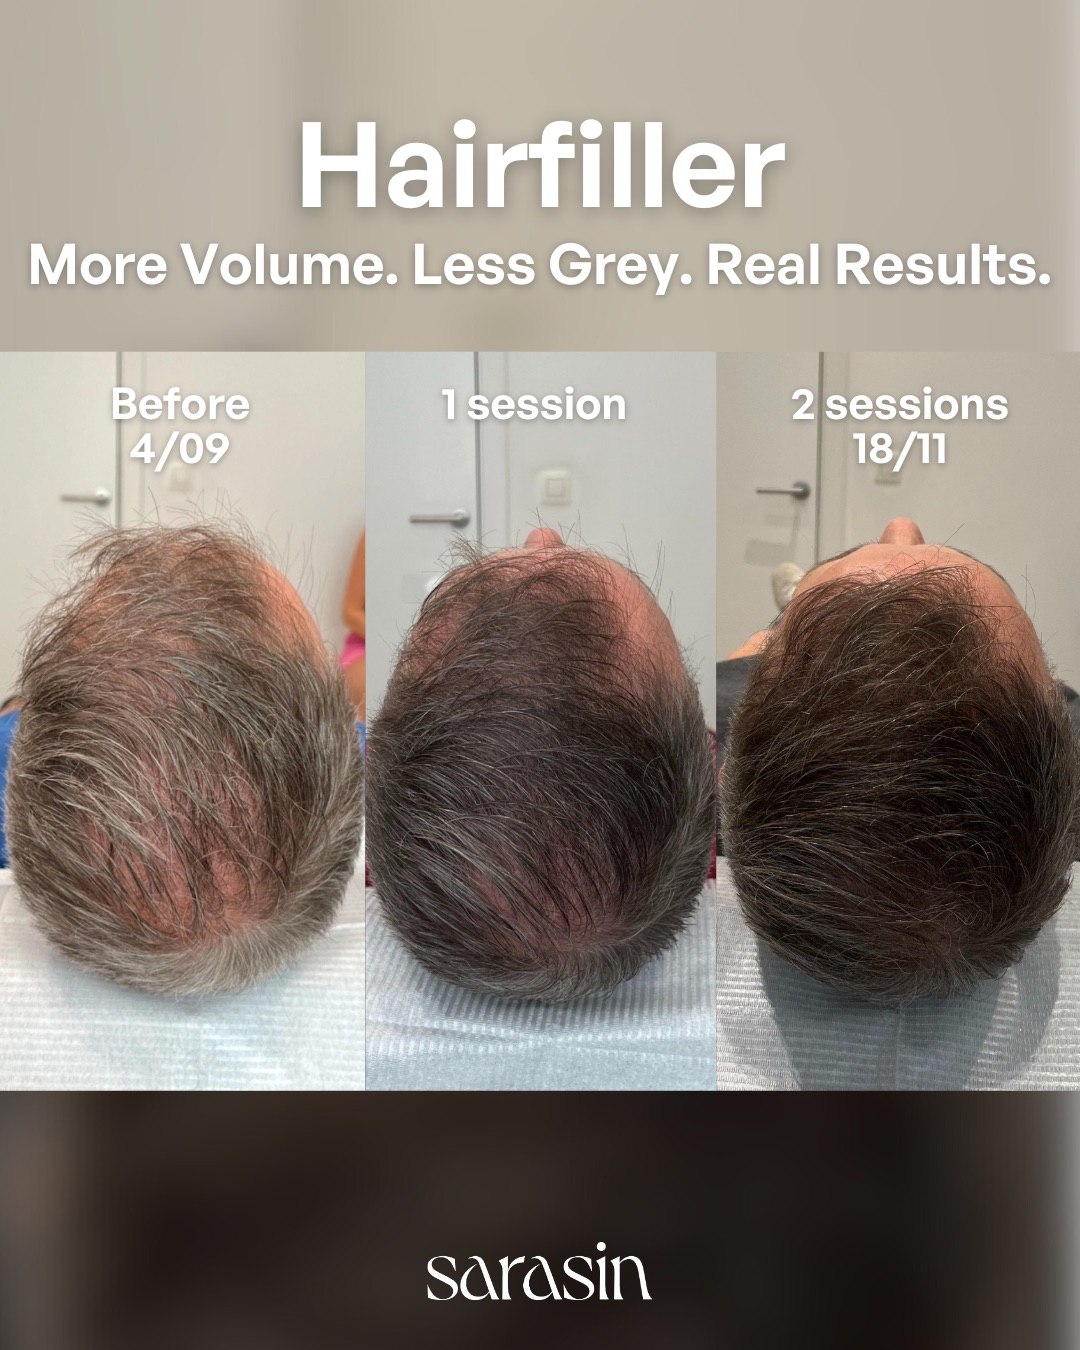 Hairfiller
More Volume. Less Grey. Real Results.
Before
4/09
1 session
2 sessions
18/11
sarasin